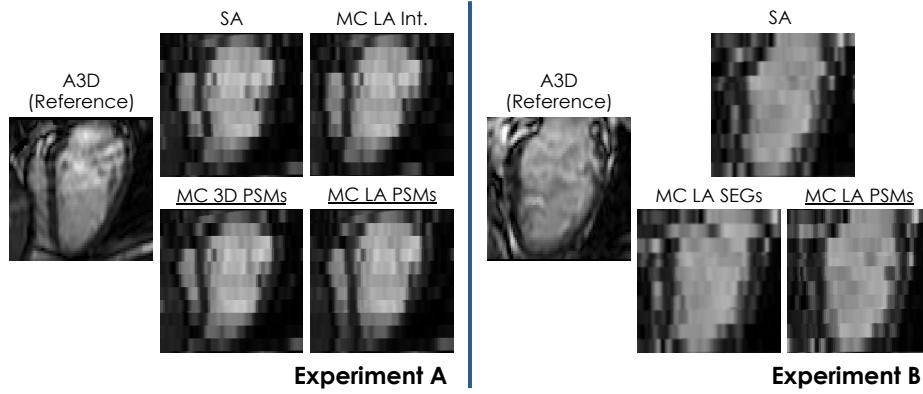 SA
MC LA Int.
A3D
(Reference)
MC 3D PSMs
MC LA PSMs
Experiment A
SA
A3D
(Reference)
MC LA SEGs
MC LA PSMs
Experiment B